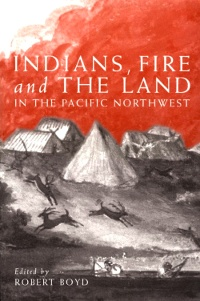 INDIANS, FIRE
and THE LAND
IN THE PACIFIC NORTHWEST
Edited by
ROBERT BOYD